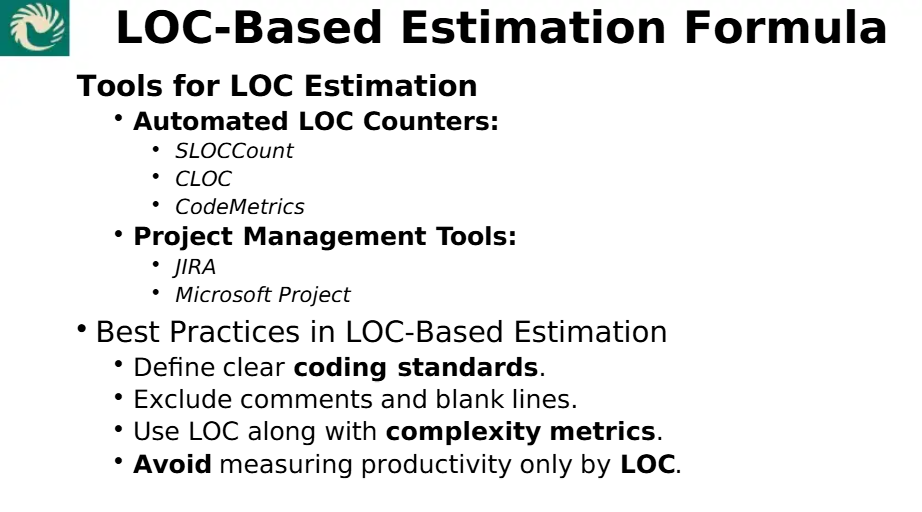 LOC-Based Estimation Formula
Tools for LOC Estimation
• Automated LOC Counters:
• SLOCCount
• CLOC
• CodeMetrics
• Project Management Tools:
• JIRA
• Microsoft Project
• Best Practices in LOC-Based Estimation
• Define clear coding standards.
• Exclude comments and blank lines.
• Use LOC along with complexity metrics.
• Avoid measuring productivity only by LOC.